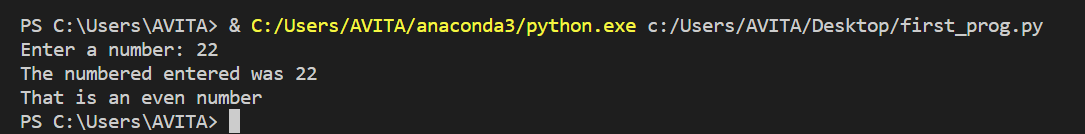 PS C:\Users\AVITA> & C:/Users/AVITA/anaconda3/python.exe c:/Users/AVITA/Desktop/first_prog.py
Enter a number: 22
The numbered entered was 22
That is an even number
PS C:\Users\AVITA>